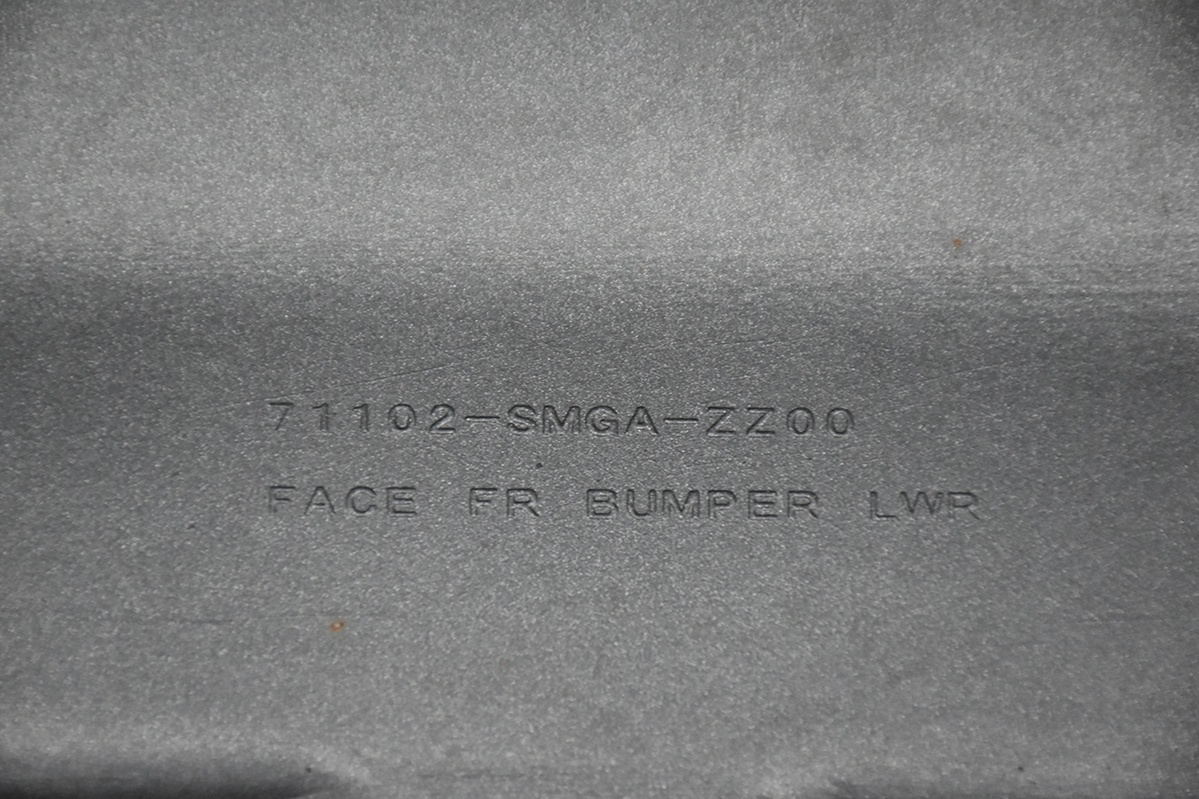 71102-SMGA-ZZ00
FACE FR BUMPER LWR